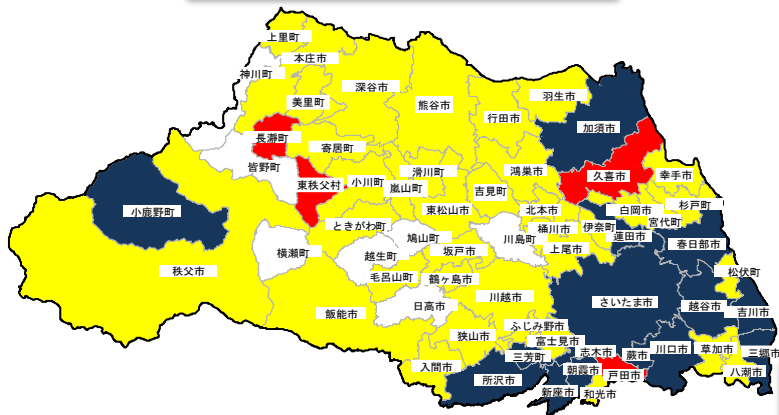 上里町
本庄市
神川町
深谷市
美里町
熊谷市
羽生市
行田市
加須市
長瀞町
寄居町
皆野町
東秩父村
小川町
滑川町
嵐山町
吉見町
鴻巣市
久喜市
幸手市
小鹿野町
東松山市
北本市
白岡市
杉戸町
宮代町
ときがわ町
桶川市
伊奈町
蓮田市
鳩山町
川島町
上尾市
春日部市
横瀬町
越生町
坂戸市
秩父市
毛呂山町
鶴ヶ島市
松伏町
川越市
さいたま市
日高市
越谷市
吉川市
飯能市
ふじみ野市
狭山市
富士見市
志木市
蕨市
川口市
草加市
三郷市
三芳町
入間市
所沢市
朝霞市
戸田市
八潮市
新座市
和光市